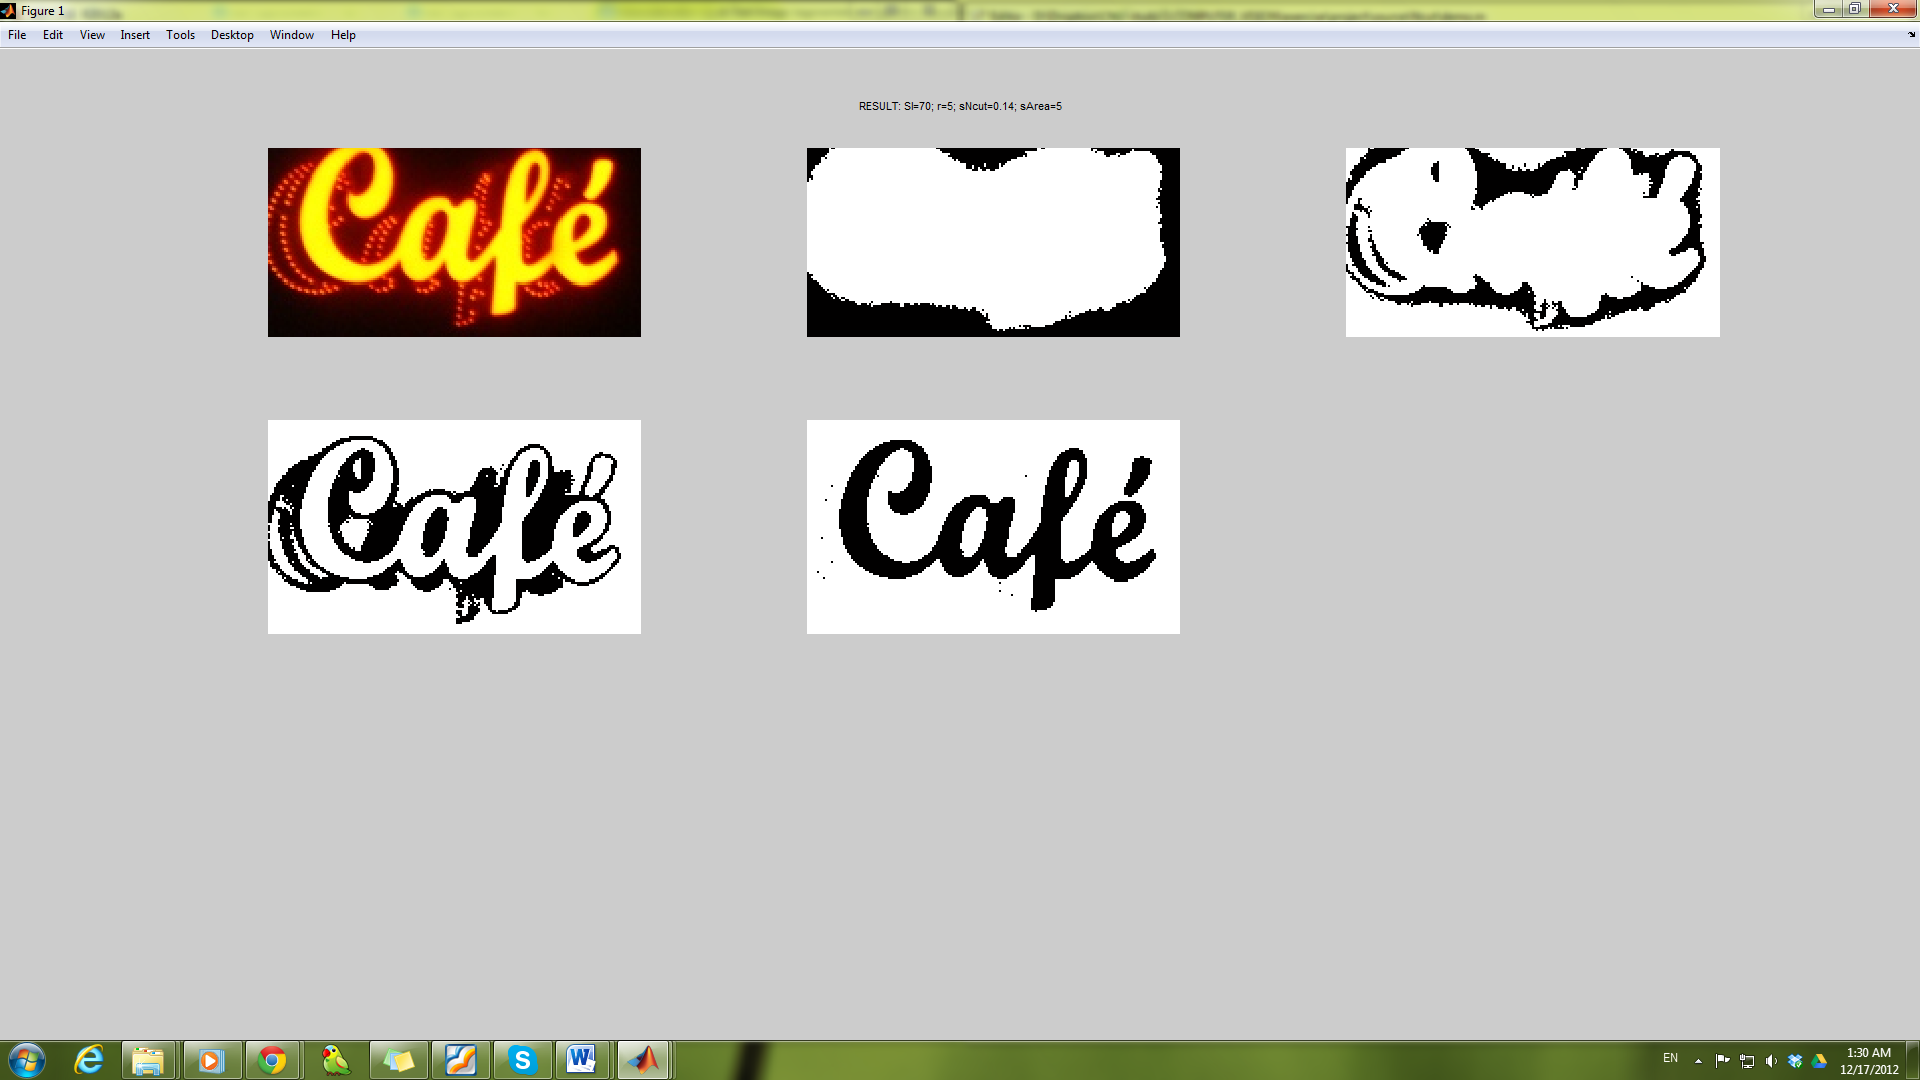 Figure 1
File Edit View Insert Tools Desktop Window Help
RESULT: SI=70; r=5; sNcut=0.14; sArea=5
Café
Café
Café
EN
1:30 AM
12/17/2012